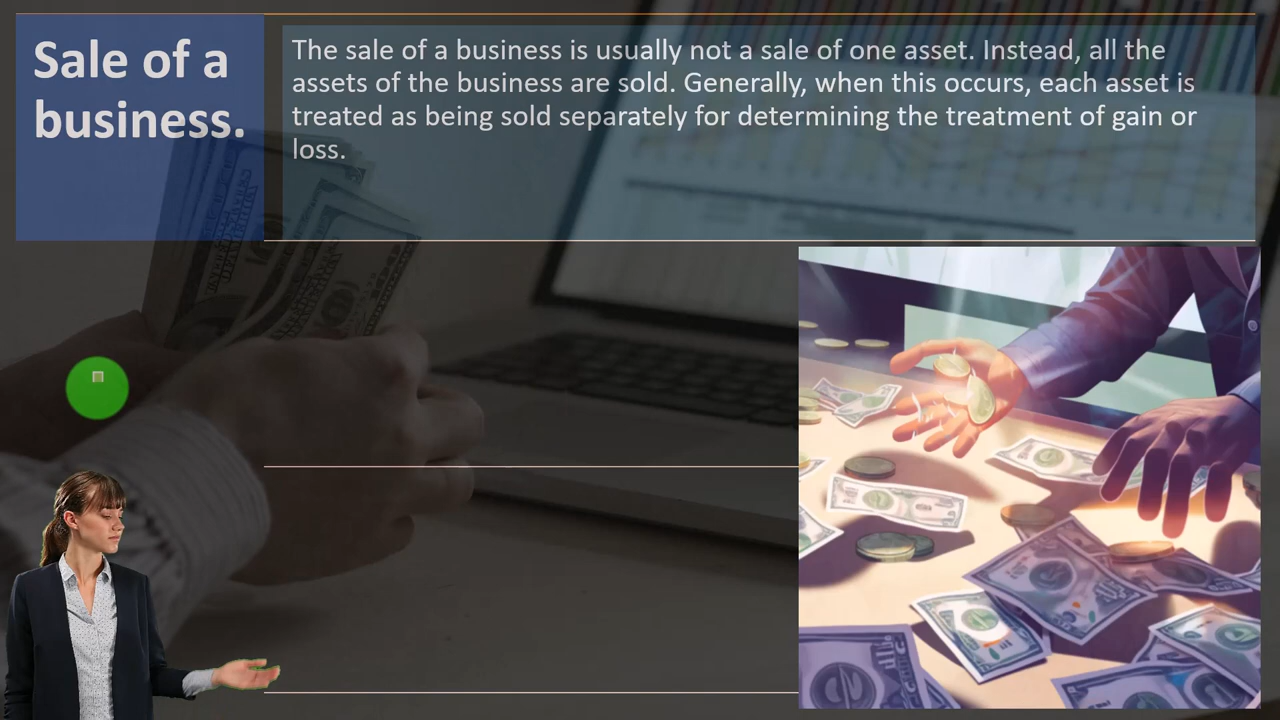 Sale of a
business.
The sale of a business is usually not a sale of one asset. Instead, all the
assets of the business are sold. Generally, when this occurs, each asset is
treated as being sold separately for determining the treatment of gain or
loss.